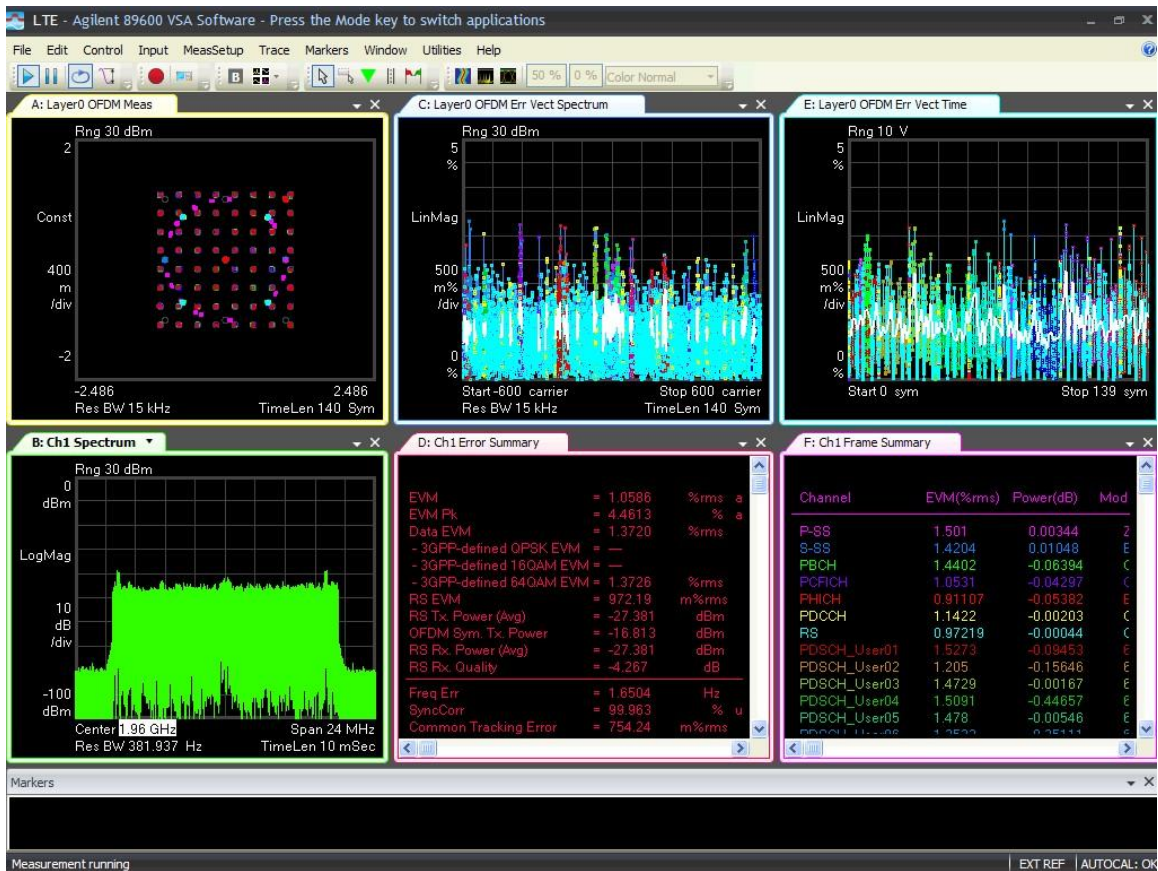 LTE - Agilent 89600 VSA Software - Press the Mode key to switch applications
File Edit Control Input MeasSetup Trace Markers Window Utilities Help
B 50 % 0 % Color Normal
A: Layer0 OFDM Meas
Rng 30 dBm
2
Const
400
m
/div
-2
-2.486 2.486
Res BW 15 kHz TimeLen 140 Sym
C: Layer0 OFDM Err Vect Spectrum
Rng 30 dBm
5
%
LinMag
500
m%
/div
0
%
Start -600 carrier Stop 600 carrier
Res BW 15 kHz TimeLen 140 Sym
E: Layer0 OFDM Err Vect Time
Rng 10 V
5
%
LinMag
500
m%
/div
0
%
Start 0 sym Stop 139 sym
B: Ch1 Spectrum
Rng 30 dBm
0
dBm
LogMag
10
dB
/div
-100
dBm
Center 1.96 GHz Span 24 MHz
Res BW 381.937 Hz TimeLen 10 mSec
D: Ch1 Error Summary
EVM = 1.0586 %rms a
EVM Pk = 4.4613 % a
Data EVM = 1.3720 %rms
- 3GPP-defined QPSK EVM = —
- 3GPP-defined 16QAM EVM = —
- 3GPP-defined 64QAM EVM = 1.3726 %rms
RS EVM = 972.19 m%rms
RS Tx. Power (Avg) = -27.381 dBm
OFDM Sym. Tx. Power = -16.813 dBm
RS Rx. Power (Avg) = -27.381 dBm
RS Rx. Quality = -4.267 dB
Freq Err = 1.6504 Hz
SyncCorr = 99.963 % u
Common Tracking Error = 754.24 m%rms
F: Ch1 Frame Summary
Channel EVM(%rms) Power(dB) Mod
P-SS 1.501 0.00344 Z
S-SS 1.4204 0.01048
PBCH 1.4402 -0.06394
PCFICH 1.0531 -0.04297
PHICH 0.91107 -0.05382
PDCCH 1.1422 -0.00203
RS 0.97219 -0.00044
PDSCH_User01 1.5273 -0.09453
PDSCH_User02 1.205 -0.15646
PDSCH_User03 1.4729 -0.00167
PDSCH_User04 1.5091 -0.44657
PDSCH_User05 1.478 -0.00546
Markers
Measurement running EXT REF AUTOCAL: OK